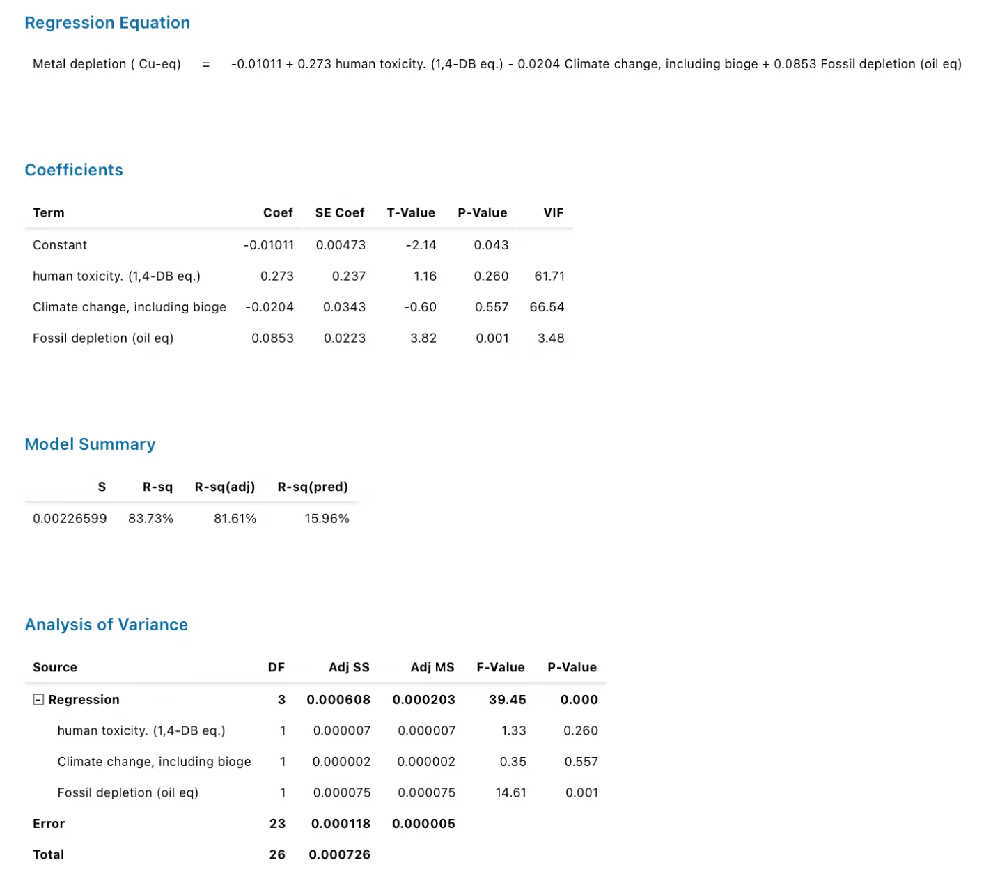 Regression Equation
Metal depletion ( Cu-eq) = -0.01011 + 0.273 human toxicity. (1,4-DB eq.) - 0.0204 Climate change, including bioge + 0.0853 Fossil depletion (oil eq)
Coefficients
Term Coef SE Coef T-Value P-Value VIF
Constant -0.01011 0.00473 -2.14 0.043
human toxicity. (1,4-DB eq.) 0.273 0.237 1.16 0.260 61.71
Climate change, including bioge -0.0204 0.0343 -0.60 0.557 66.54
Fossil depletion (oil eq) 0.0853 0.0223 3.82 0.001 3.48
Model Summary
S R-sq R-sq(adj) R-sq(pred)
0.00226599 83.73% 81.61% 15.96%
Analysis of Variance
Source DF Adj SS Adj MS F-Value P-Value
Regression 3 0.000608 0.000203 39.45 0.000
human toxicity. (1,4-DB eq.) 1 0.000007 0.000007 1.33 0.260
Climate change, including bioge 1 0.000002 0.000002 0.35 0.557
Fossil depletion (oil eq) 1 0.000075 0.000075 14.61 0.001
Error 23 0.000118 0.000005
Total 26 0.000726